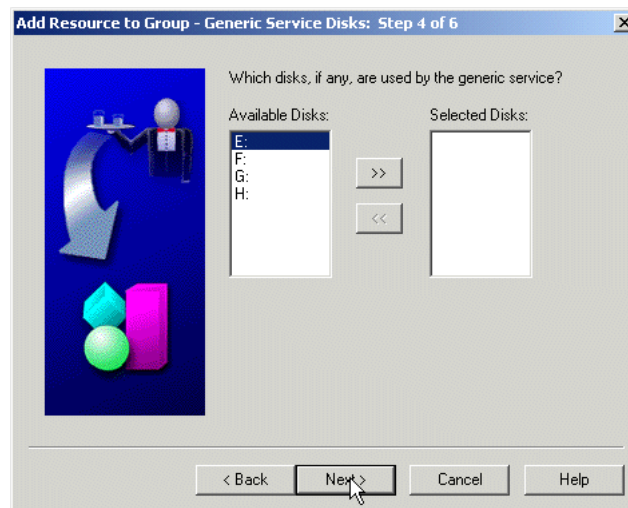 Add Resource to Group - Generic Service Disks: Step 4 of 6
Which disks, if any, are used by the generic service?
Available Disks:
Selected Disks:
E:
F:
G:
H:
>>
<<
< Back
Next >
Cancel
Help